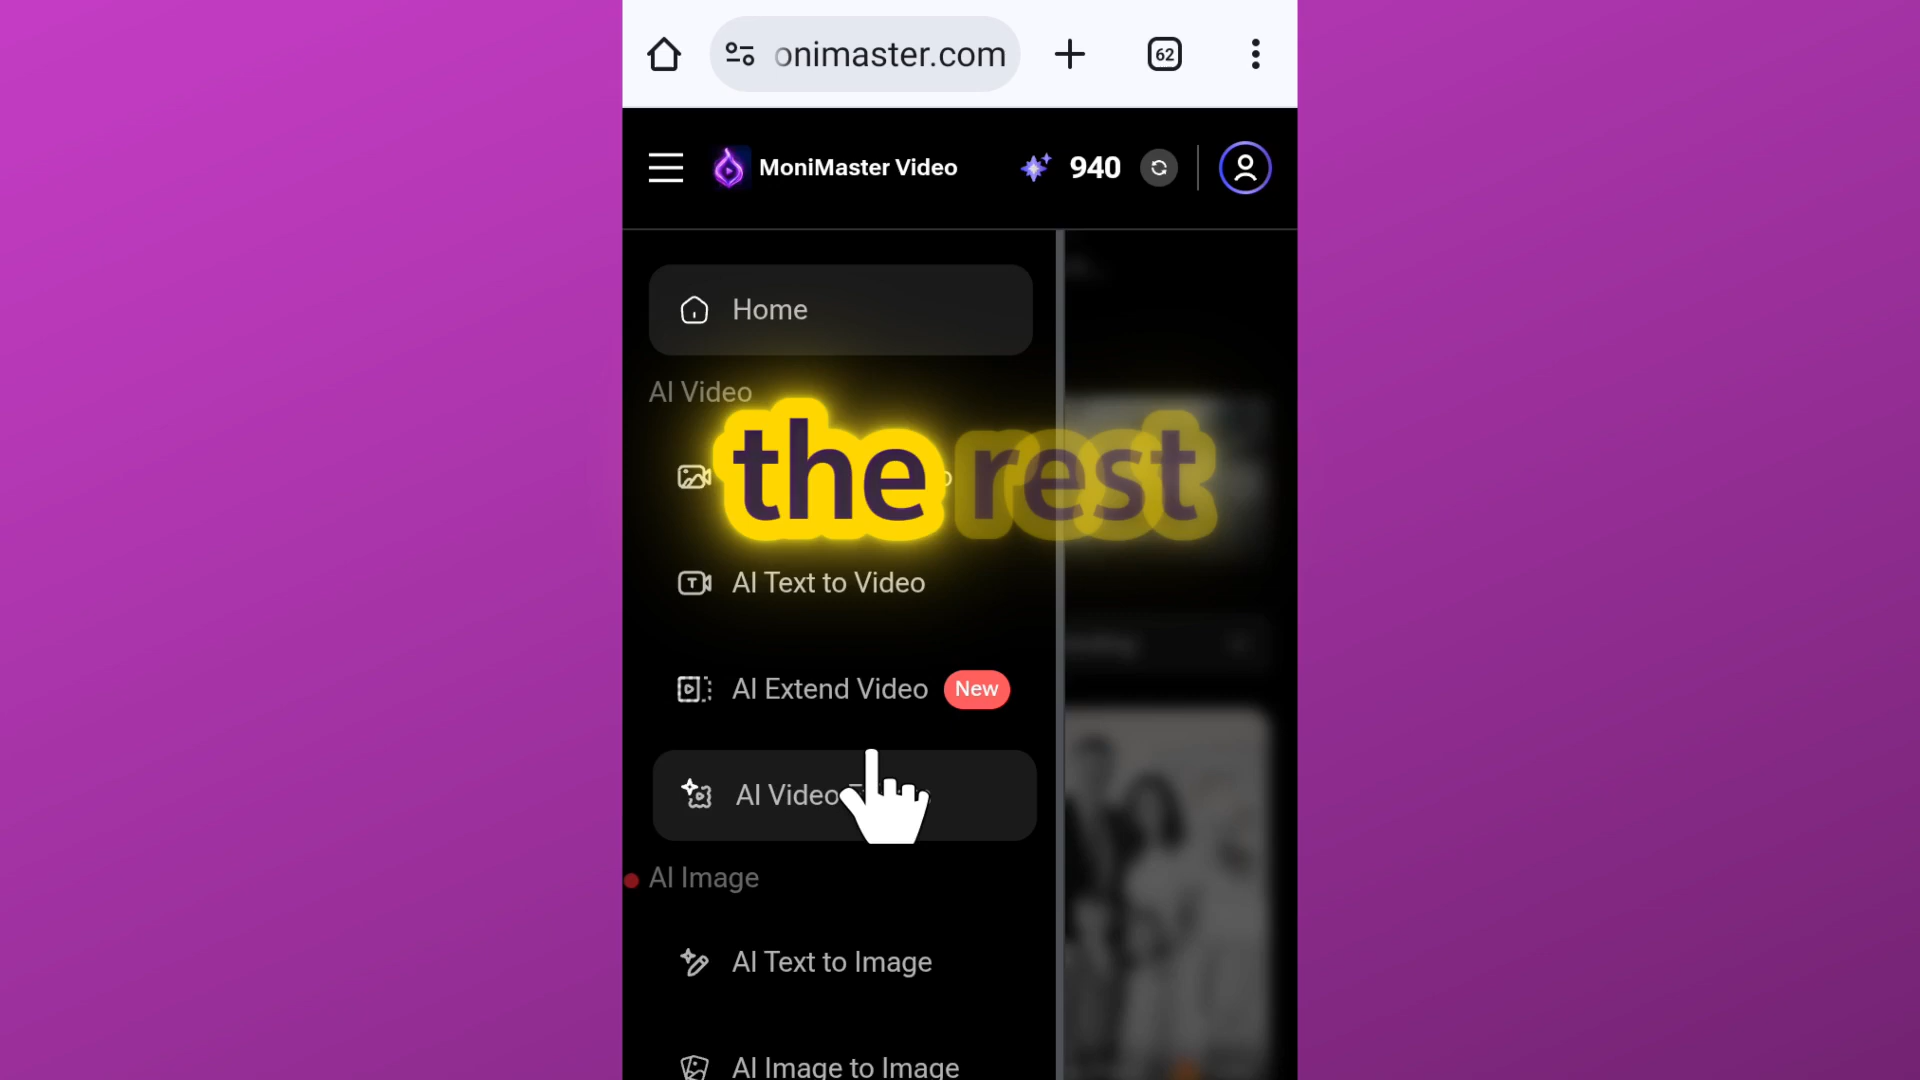 onimaster.com
62
MoniMaster Video
940
Home
AI Video
the rest
AI Text to Video
AI Extend Video New
AI Video
AI Image
AI Text to Image
AI Image to Image